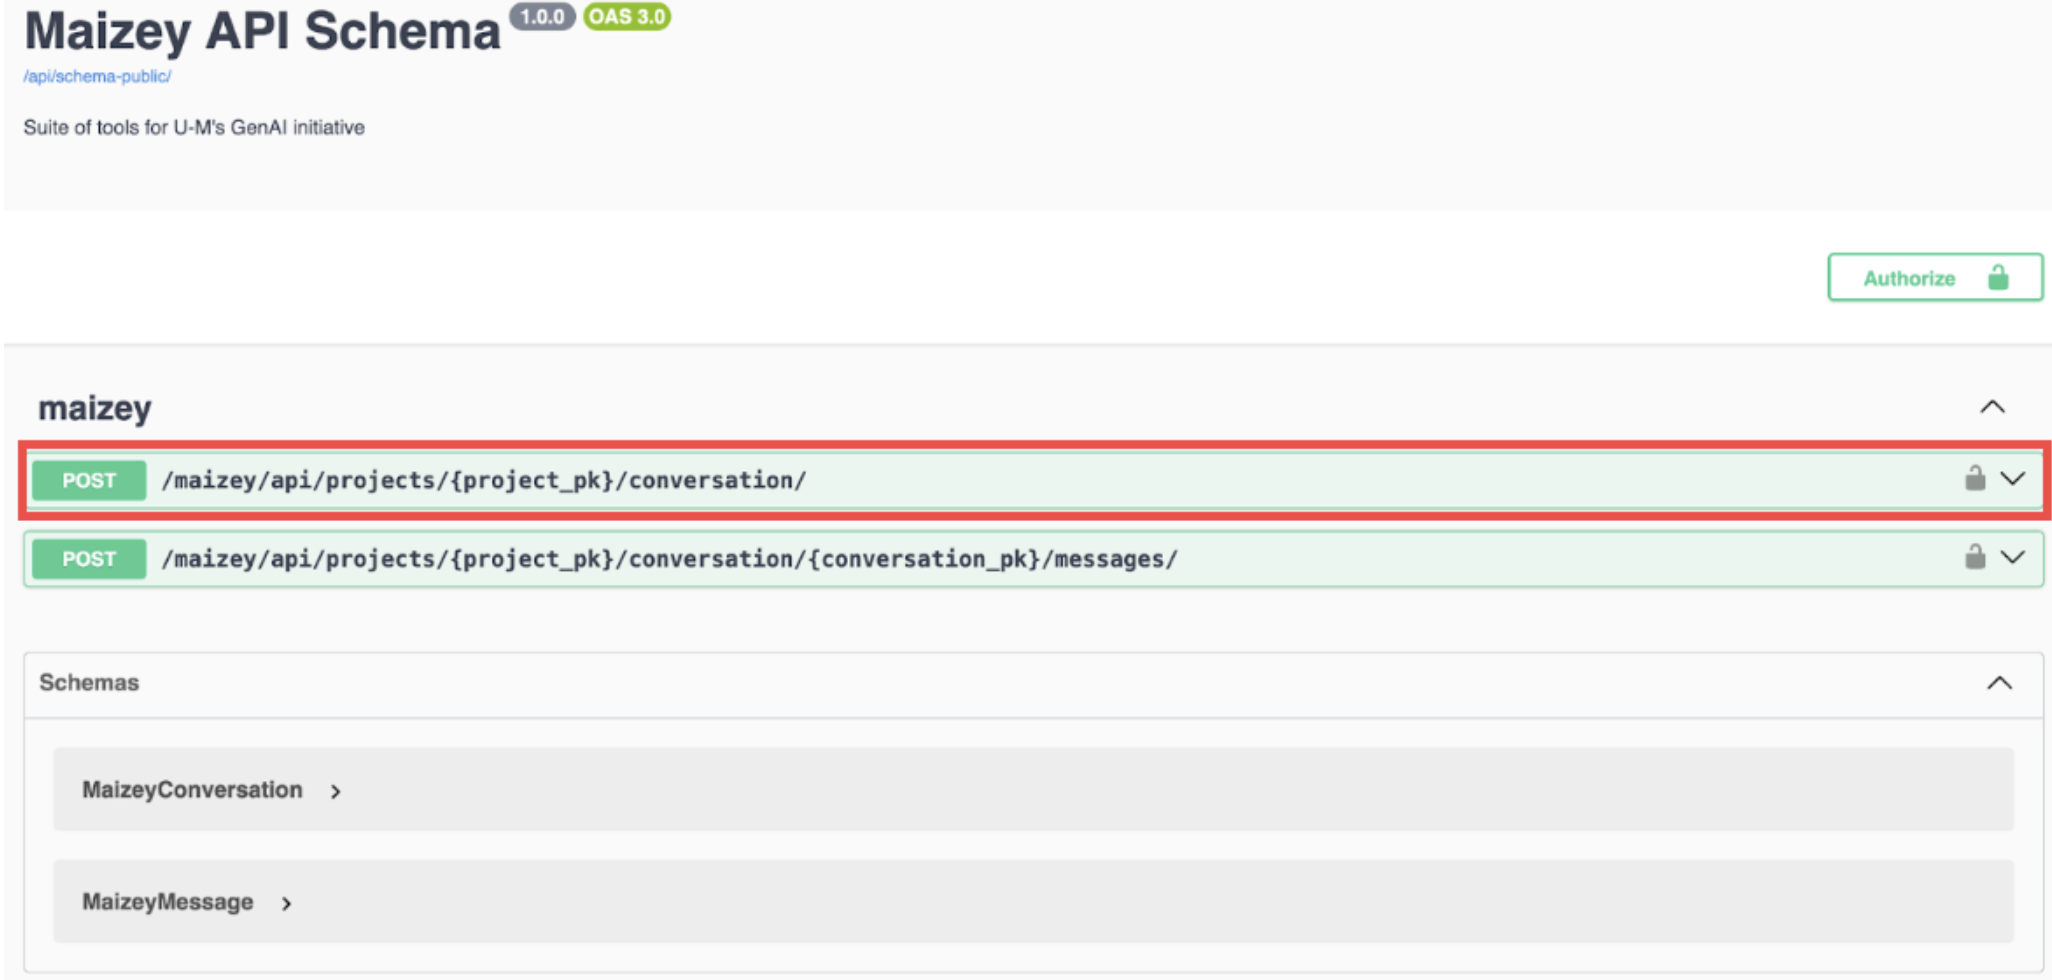 Maizey API Schema 1.0.0 OAS 3.0
/api/schema-public/
Suite of tools for U-M's GenAI initiative
Authorize
maizey
POST /maizey/api/projects/{project_pk}/conversation/
POST /maizey/api/projects/{project_pk}/conversation/{conversation_pk}/messages/
Schemas
MaizeyConversation
MaizeyMessage